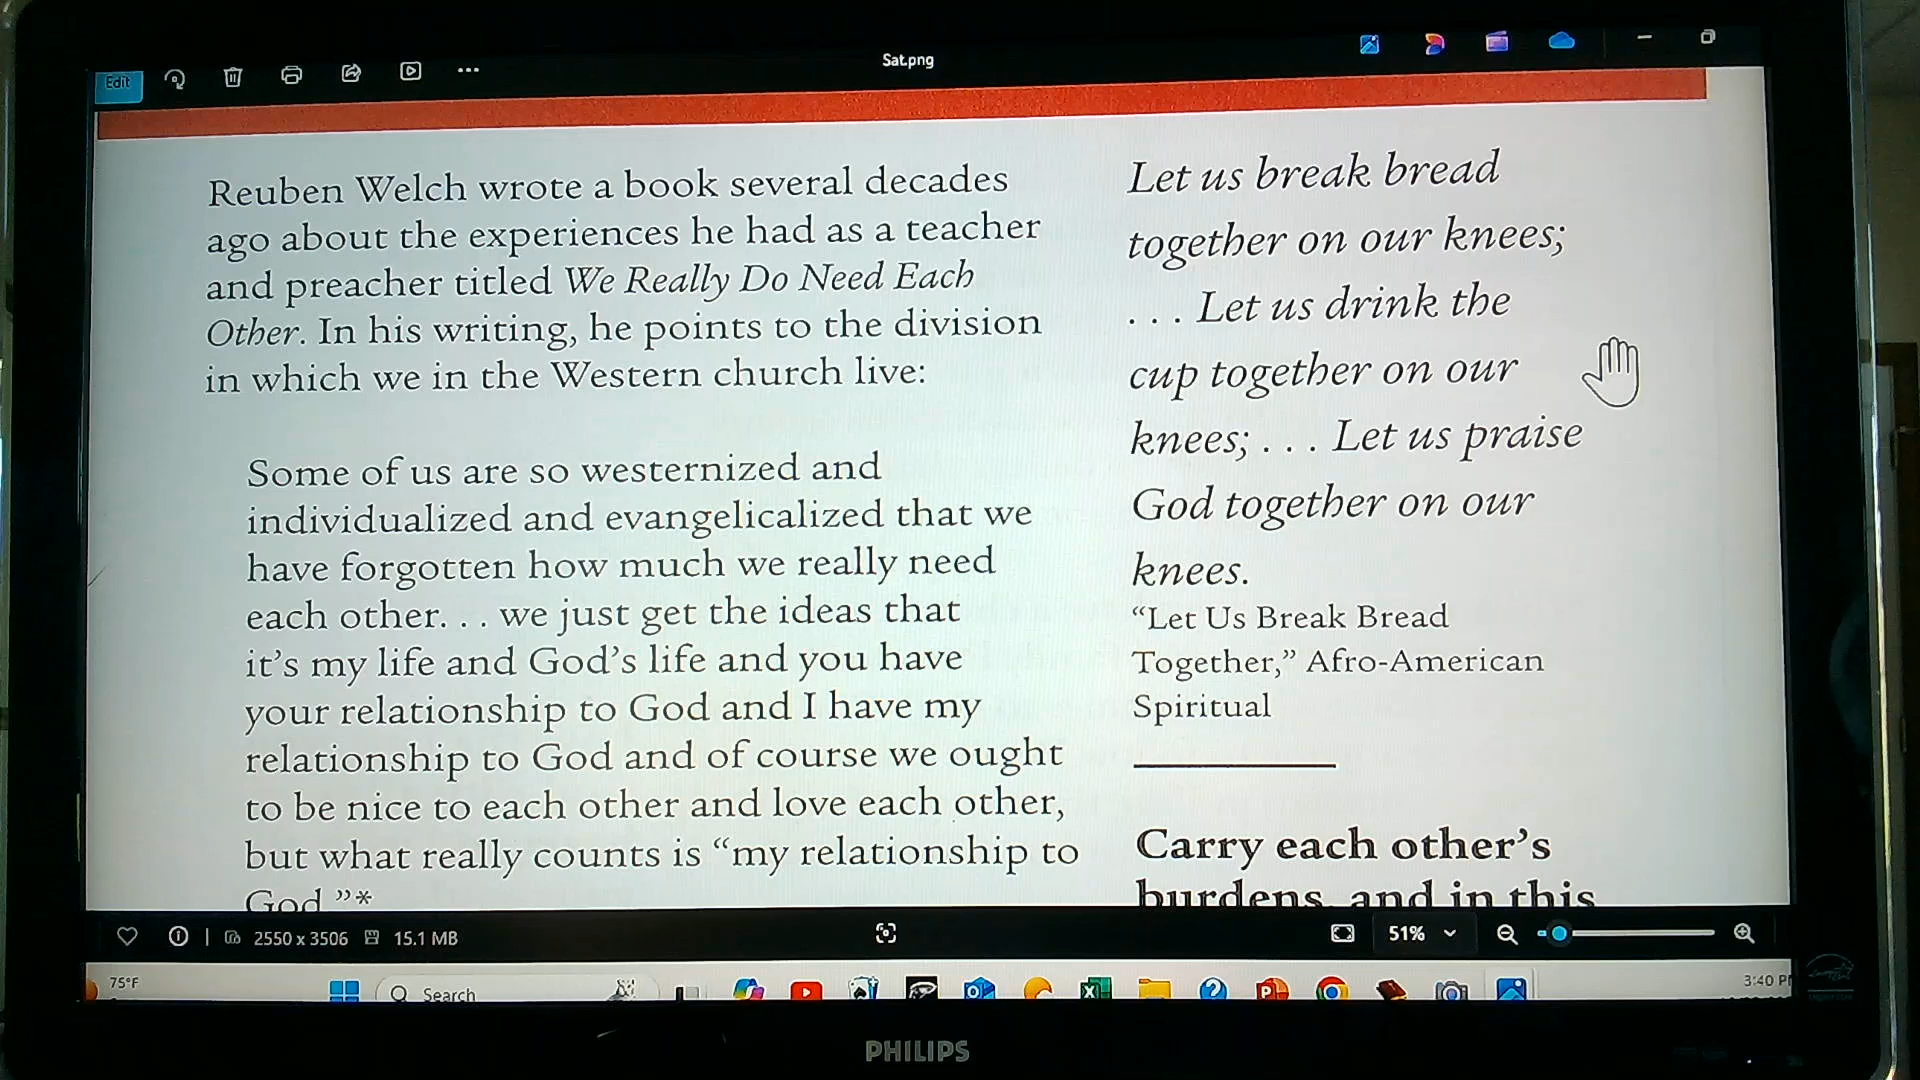 Edit
Sat.png
Reuben Welch wrote a book several decades
ago about the experiences he had as a teacher
and preacher titled We Really Do Need Each
Other. In his writing, he points to the division
in which we in the Western church live:
Some of us are so westernized and
individualized and evangelicalized that we
have forgotten how much we really need
each other. . . we just get the ideas that
it’s my life and God’s life and you have
your relationship to God and I have my
relationship to God and of course we ought
to be nice to each other and love each other,
but what really counts is “my relationship to
God ”*
Let us break bread
together on our knees;
. . . Let us drink the
cup together on our
knees; . . . Let us praise
God together on our
knees.
“Let Us Break Bread
Together,” Afro-American
Spiritual
Carry each other’s
burdens, and in this
2550 x 3506
15.1 MB
51%
75°F
Search
3:40 P
PHILIPS